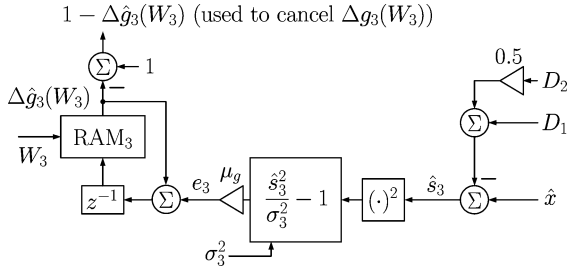 1 − Δĝ₃(W₃) (used to cancel Δg₃(W₃))
Σ
1
−
0.5
D₂
Δĝ₃(W₃)
Σ
D₁
RAM₃
W₃
z⁻¹
Σ
e₃
μ_g
ŝ₃²/σ₃² − 1
(·)²
ŝ₃
−
Σ
x̂
σ₃²